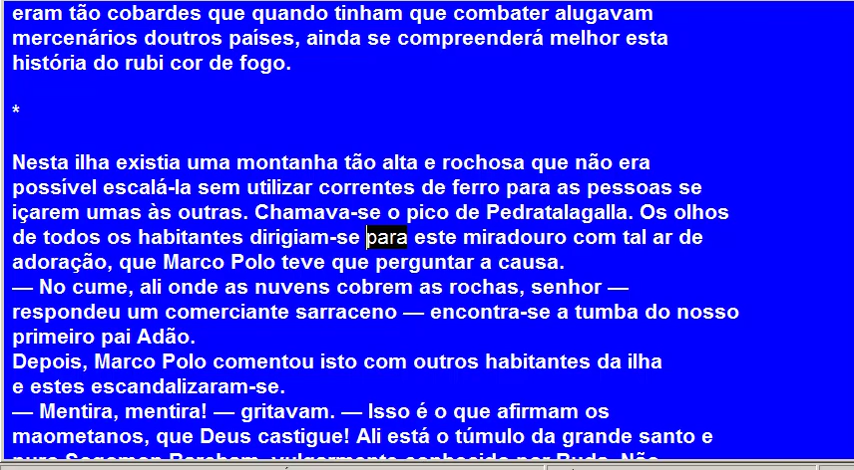 eram tão cobardes que quando tinham que combater alugavam
mercenários doutros países, ainda se compreenderá melhor esta
história do rubi cor de fogo.
*
Nesta ilha existia uma montanha tão alta e rochosa que não era
possível escalá-la sem utilizar correntes de ferro para as pessoas se
içarem umas às outras. Chamava-se o pico de Pedratalagalla. Os olhos
de todos os habitantes dirigiam-se para este miradouro com tal ar de
adoração, que Marco Polo teve que perguntar a causa.
— No cume, ali onde as nuvens cobrem as rochas, senhor —
respondeu um comerciante sarraceno — encontra-se a tumba do nosso
primeiro pai Adão.
Depois, Marco Polo comentou isto com outros habitantes da ilha
e estes escandalizaram-se.
— Mentira, mentira! — gritavam. — Isso é o que afirmam os
maometanos, que Deus castigue! Ali está o túmulo da grande santo e